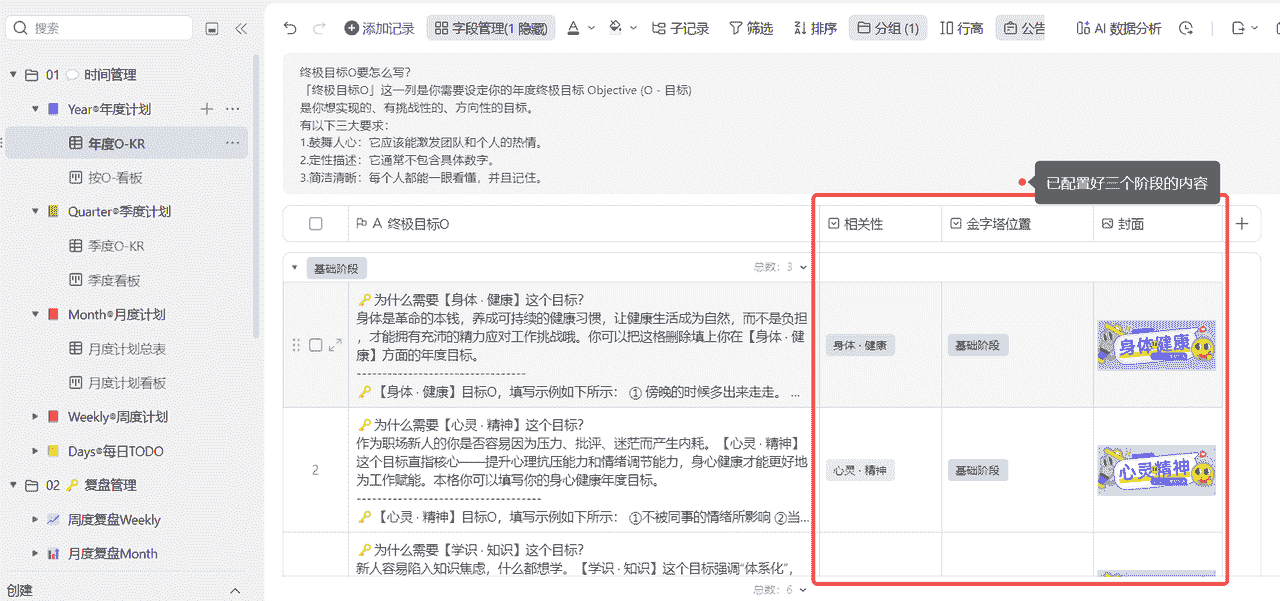 搜索
添加记录
字段管理(1 隐藏)
A
子记录
筛选
排序
分组 (1)
行高
公告
AI 数据分析
01 时间管理
Year®年度计划
年度O-KR
按O-看板
Quarter®季度计划
季度O-KR
季度看板
Month®月度计划
月度计划总表
月度计划看板
Weekly®周度计划
Days®每日TODO
02 复盘管理
周度复盘Weekly
月度复盘Month
创建
终极目标O要怎么写?
「终极目标O」这一列是你需要设定你的年度终极目标 Objective (O - 目标)
是你想实现的、有挑战性的、方向性的目标。
有以下三大要求:
1.鼓舞人心：它应该能激发团队和个人的热情。
2.定性描述：它通常不包含具体数字。
3.简洁清晰：每个人都能一眼看懂，并且记住。
已配置好三个阶段的内容
A 终极目标O
相关性
金字塔位置
封面
基础阶段
总数: 3
为什么需要【身体 · 健康】这个目标?
身体是革命的本钱，养成可持续的健康习惯，让健康生活成为自然，而不是负担
，才能拥有充沛的精力应对工作挑战哦。你可以把这格删除填上你在【身体 · 健
康】方面的年度目标。
--------------------------------
【身体 · 健康】目标O，填写示例如下所示： ① 傍晚的时候多出来走走。 ...
身体 · 健康
基础阶段
身体健康
2
为什么需要【心灵 · 精神】这个目标?
作为职场新人的你是否容易因为压力、批评、迷茫而产生内耗。【心灵 · 精神】
这个目标直指核心——提升心理抗压能力和情绪调节能力，身心健康才能更好地
为工作赋能，本格你可以填写你的身心健康年度目标。
----------------------------------
【心灵 · 精神】目标O，填写示例如下所示： ①不被同事的情绪所影响 ②当...
心灵 · 精神
基础阶段
心灵精神
为什么需要【学识 · 知识】这个目标?
新人容易陷入知识焦虑，什么都想学。【学识 · 知识】这个目标强调“体系化”，
总数: 6